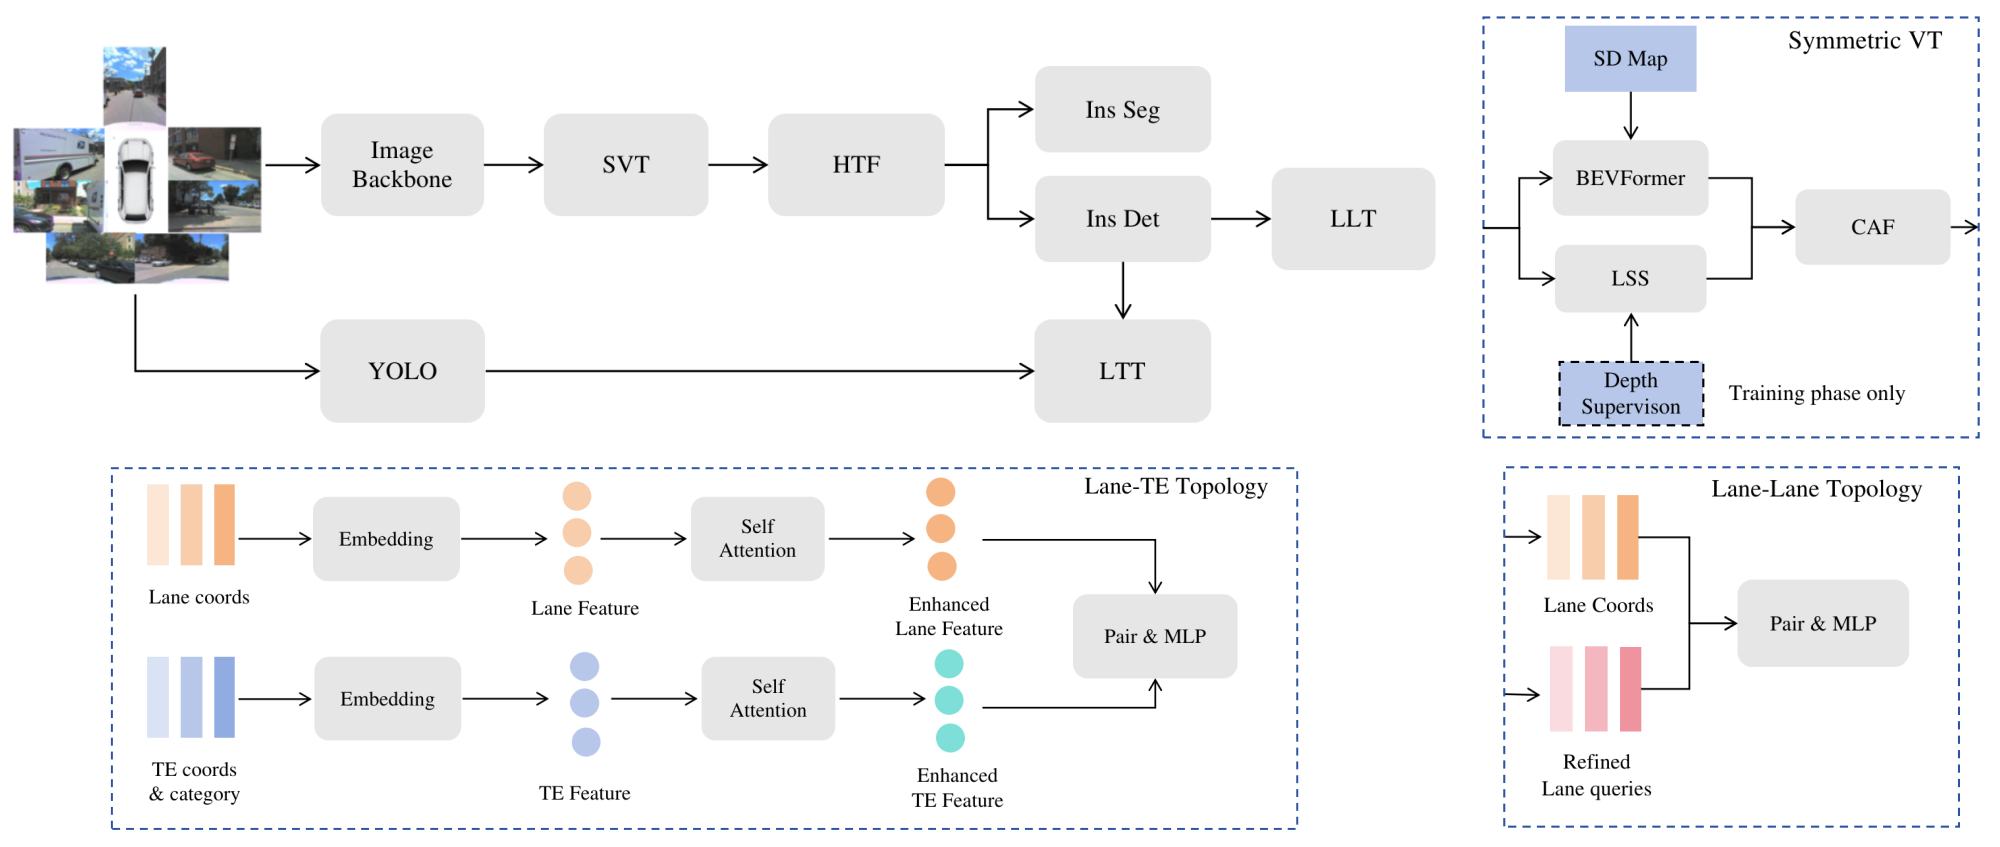 Image
Backbone
SVT
HTF
Ins Seg
Ins Det
LLT
YOLO
LTT
Symmetric VT
SD Map
BEVFormer
LSS
CAF
Depth
Supervison
Training phase only
Lane-TE Topology
Lane coords
Embedding
Lane Feature
Self
Attention
Enhanced
Lane Feature
Pair & MLP
TE coords
& category
Embedding
TE Feature
Self
Attention
Enhanced
TE Feature
Lane-Lane Topology
Lane Coords
Pair & MLP
Refined
Lane queries